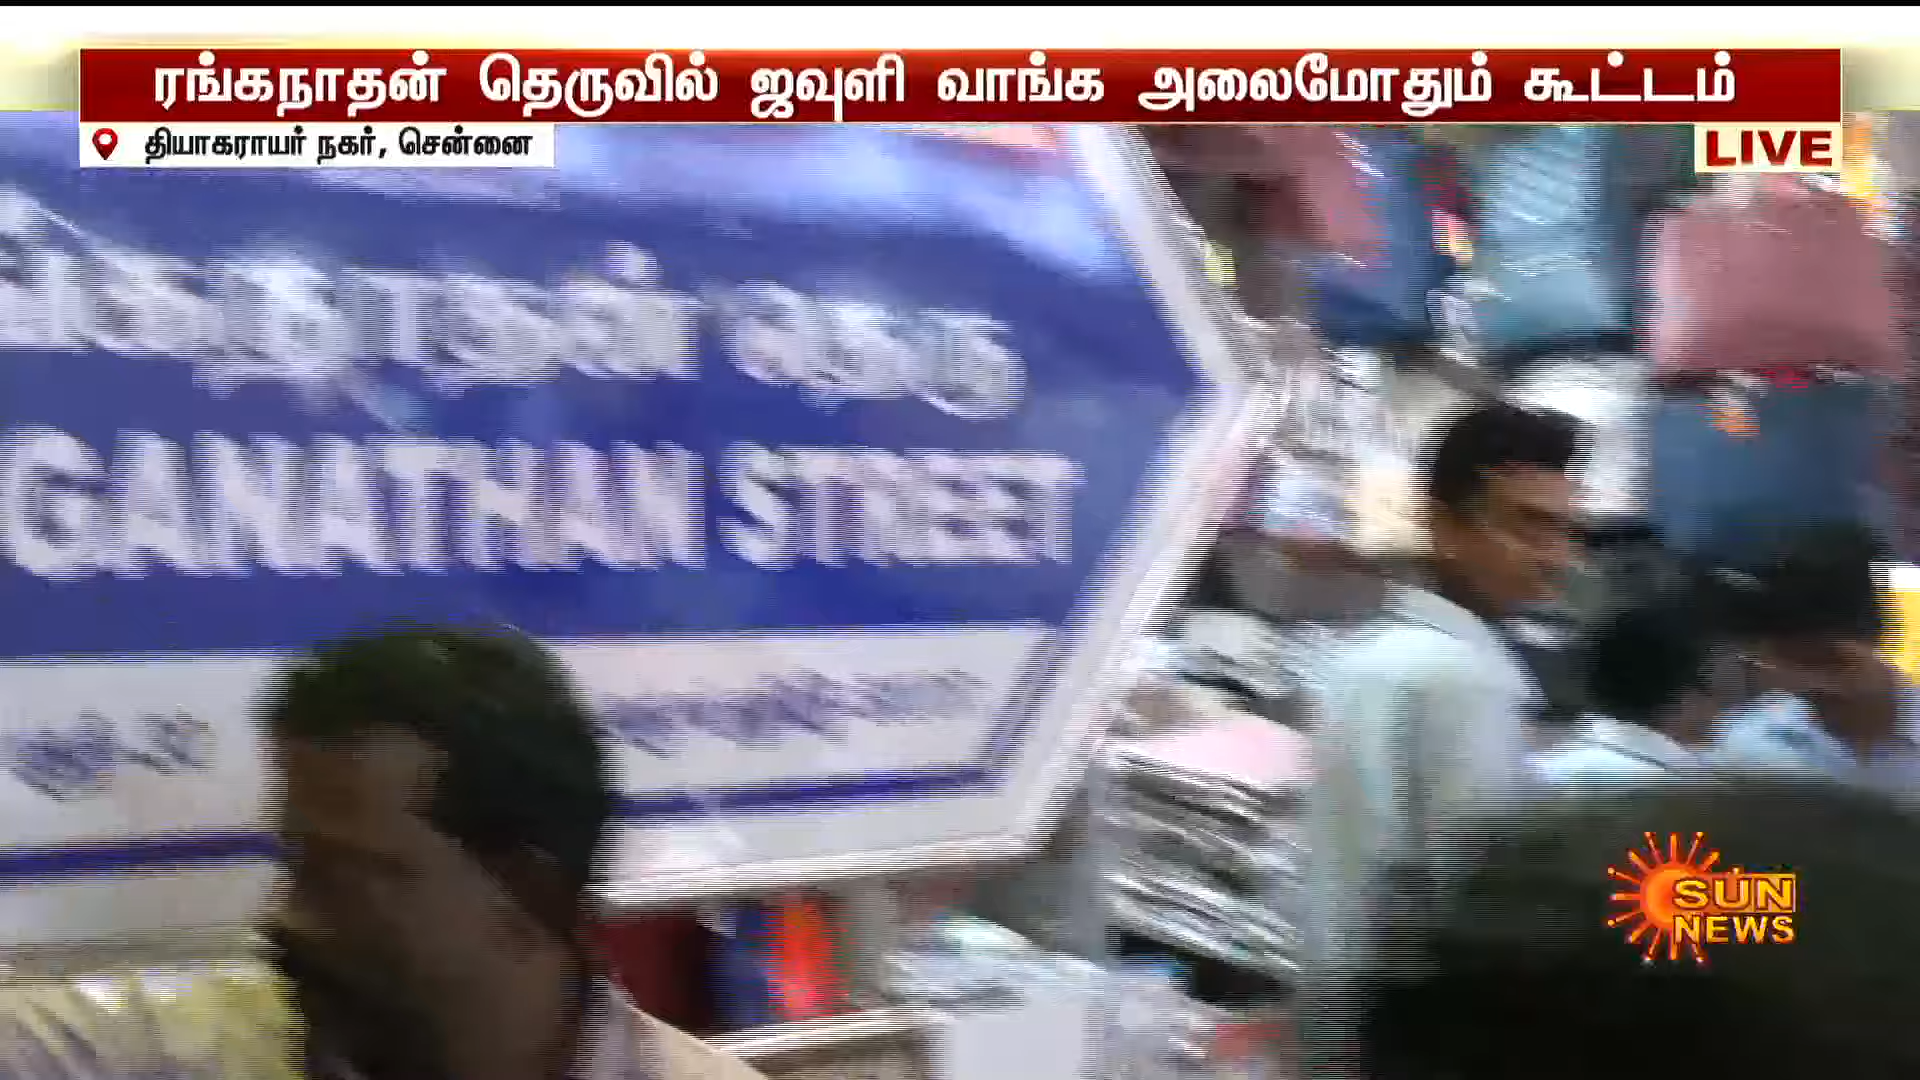 ரங்கநாதன் தெருவில் ஜவுளி வாங்க அலைமோதும் கூட்டம்
தியாகராயர் நகர், சென்னை
LIVE
GANATHAN STREET
SUN
NEWS